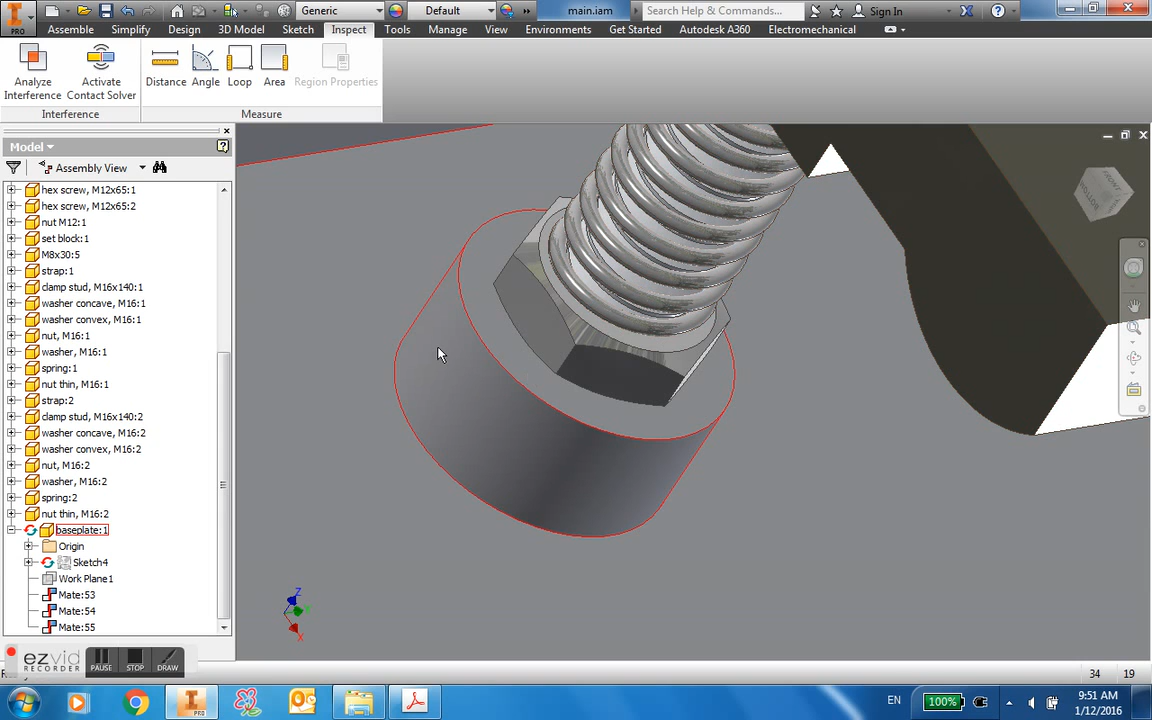 Generic
Default
main.iam
Search Help & Commands...
Sign In
PRO
Assemble Simplify Design 3D Model Sketch Inspect Tools Manage View Environments Get Started Autodesk A360 Electromechanical
Analyze Interference
Activate Contact Solver
Distance
Angle
Loop
Area
Region Properties
Interference
Measure
Model
Assembly View
hex screw, M12x65:1
hex screw, M12x65:2
nut M12:1
set block:1
M8x30:5
strap:1
clamp stud, M16x140:1
washer concave, M16:1
washer convex, M16:1
nut, M16:1
washer, M16:1
spring:1
nut thin, M16:1
strap:2
clamp stud, M16x140:2
washer concave, M16:2
washer convex, M16:2
nut, M16:2
washer, M16:2
spring:2
nut thin, M16:2
baseplate:1
Origin
Sketch4
Work Plane1
Mate:53
Mate:54
Mate:55
FRONT
BOTTOM
Z
X
ezvid
RECORDER
PAUSE
STOP
DRAW
34 19
PRO
EN
100%
9:51 AM
1/12/2016